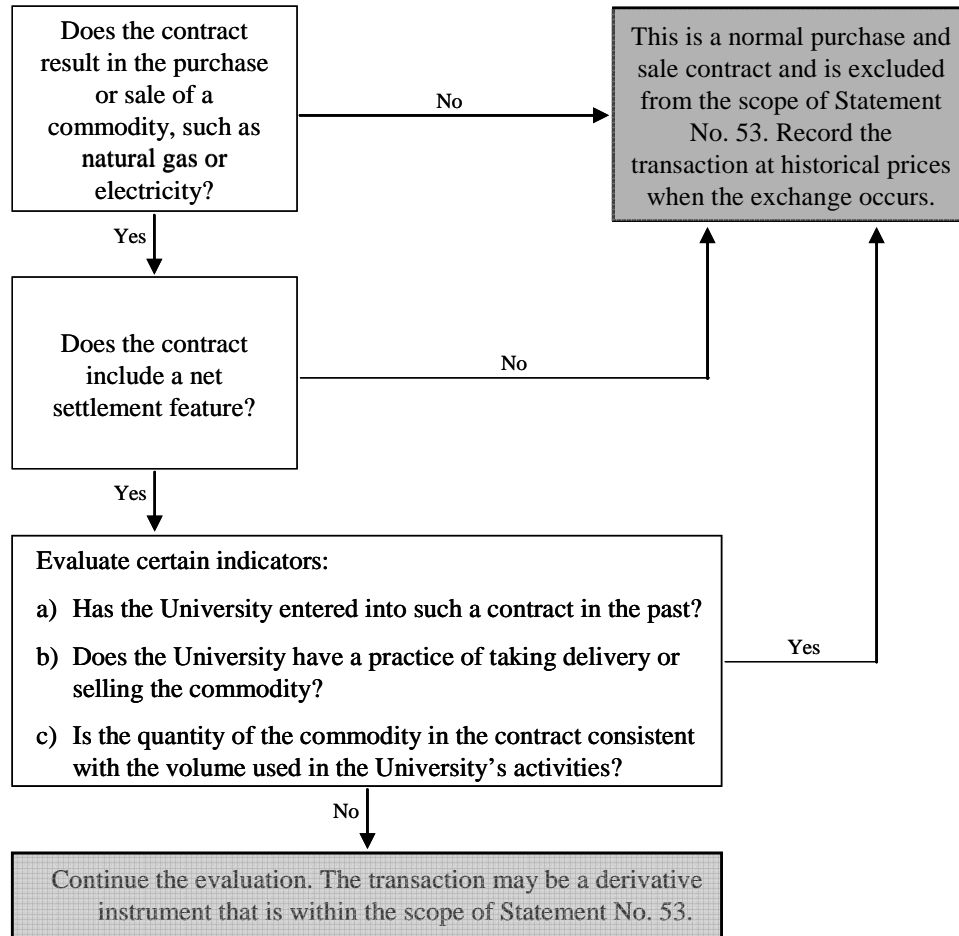 Does the contract
result in the purchase
or sale of a
commodity, such as
natural gas or
electricity?
No
This is a normal purchase and
sale contract and is excluded
from the scope of Statement
No. 53. Record the
transaction at historical prices
when the exchange occurs.
Yes
Does the contract
include a net
settlement feature?
No
Yes
Evaluate certain indicators:
a) Has the University entered into such a contract in the past?
b) Does the University have a practice of taking delivery or
selling the commodity?
c) Is the quantity of the commodity in the contract consistent
with the volume used in the University's activities?
Yes
No
Continue the evaluation. The transaction may be a derivative
instrument that is within the scope of Statement No. 53.